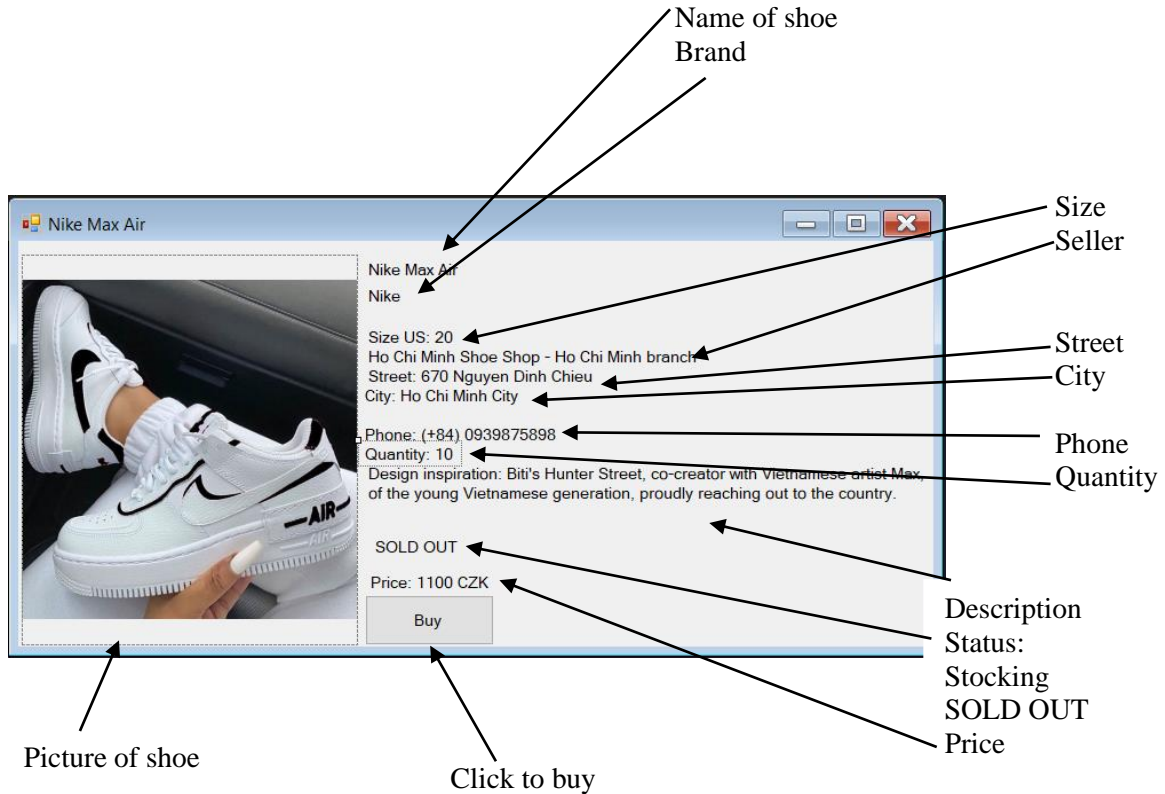 Name of shoe
Brand
Nike Max Air
Nike Max Air
Nike
Size US: 20
Ho Chi Minh Shoe Shop - Ho Chi Minh branch
Street: 670 Nguyen Dinh Chieu
City: Ho Chi Minh City
Phone: (+84) 0939875898
Quantity: 10
Design inspiration: Biti's Hunter Street, co-creator with Vietnamese artist Max,
of the young Vietnamese generation, proudly reaching out to the country.
SOLD OUT
Price: 1100 CZK
Buy
AIR
Size
Seller
Street
City
Phone
Quantity
Description
Status:
Stocking
SOLD OUT
Price
Picture of shoe
Click to buy